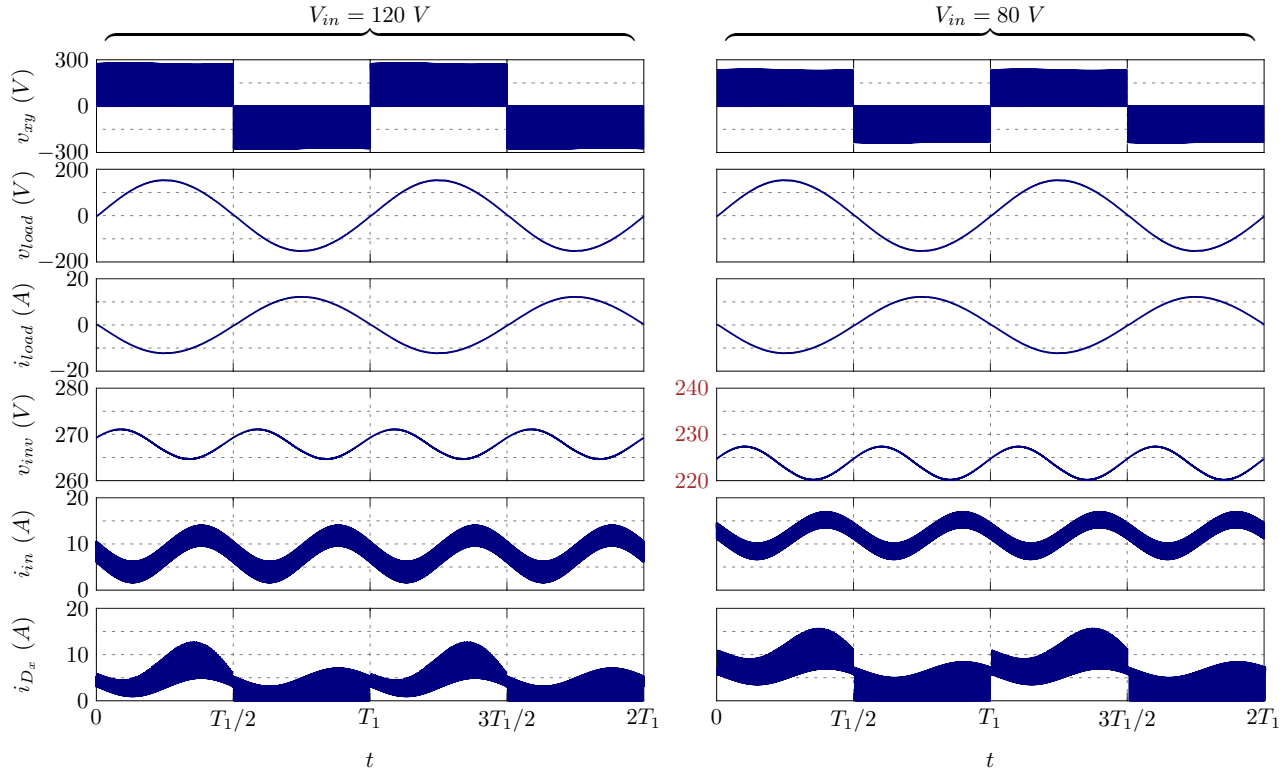 V_{in} = 120 V
V_{in} = 80 V
v_{xy} (V)
300
0
−300
v_{load} (V)
200
0
−200
i_{load} (A)
20
0
−20
v_{inv} (V)
280
270
260
240
230
220
i_{in} (A)
20
10
0
i_{D_x} (A)
20
10
0
0
T_1/2
T_1
3T_1/2
2T_1
0
T_1/2
T_1
3T_1/2
2T_1
t
t